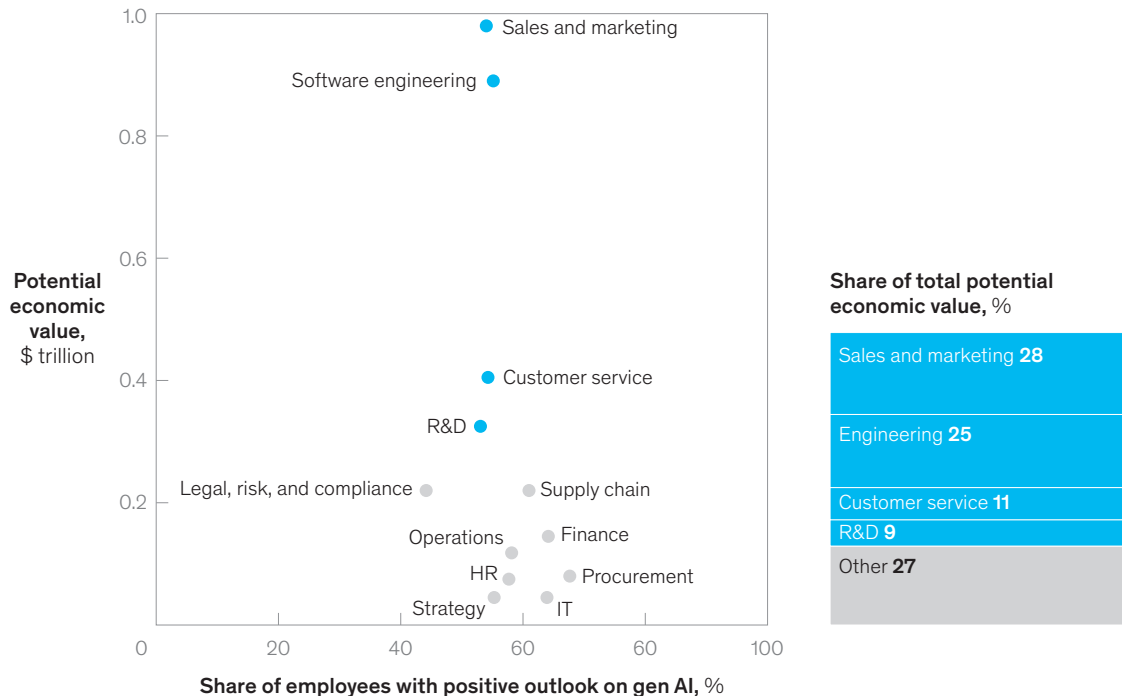 1.0
Sales and marketing
Software engineering
0.8
0.6
Potential
economic
value,
$ trillion
0.4
Customer service
R&D
Legal, risk, and compliance
Supply chain
0.2
Operations
Finance
HR
Procurement
Strategy
IT
0
20
40
60
60
100
Share of employees with positive outlook on gen AI, %
Share of total potential
economic value, %
Sales and marketing 28
Engineering 25
Customer service 11
R&D 9
Other 27